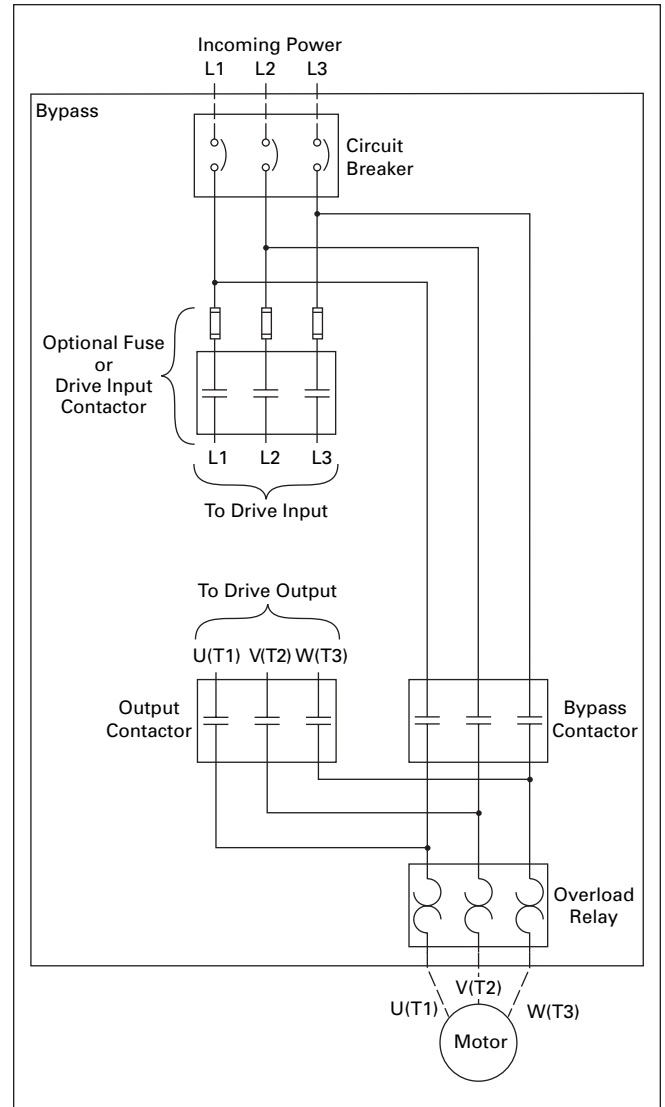 Incoming Power
L1 L2 L3
Bypass
Circuit
Breaker
Optional Fuse
or
Drive Input
Contactor
L1 L2 L3
To Drive Input
To Drive Output
U(T1) V(T2) W(T3)
Output
Contactor
Bypass
Contactor
Overload
Relay
V(T2)
U(T1) W(T3)
Motor